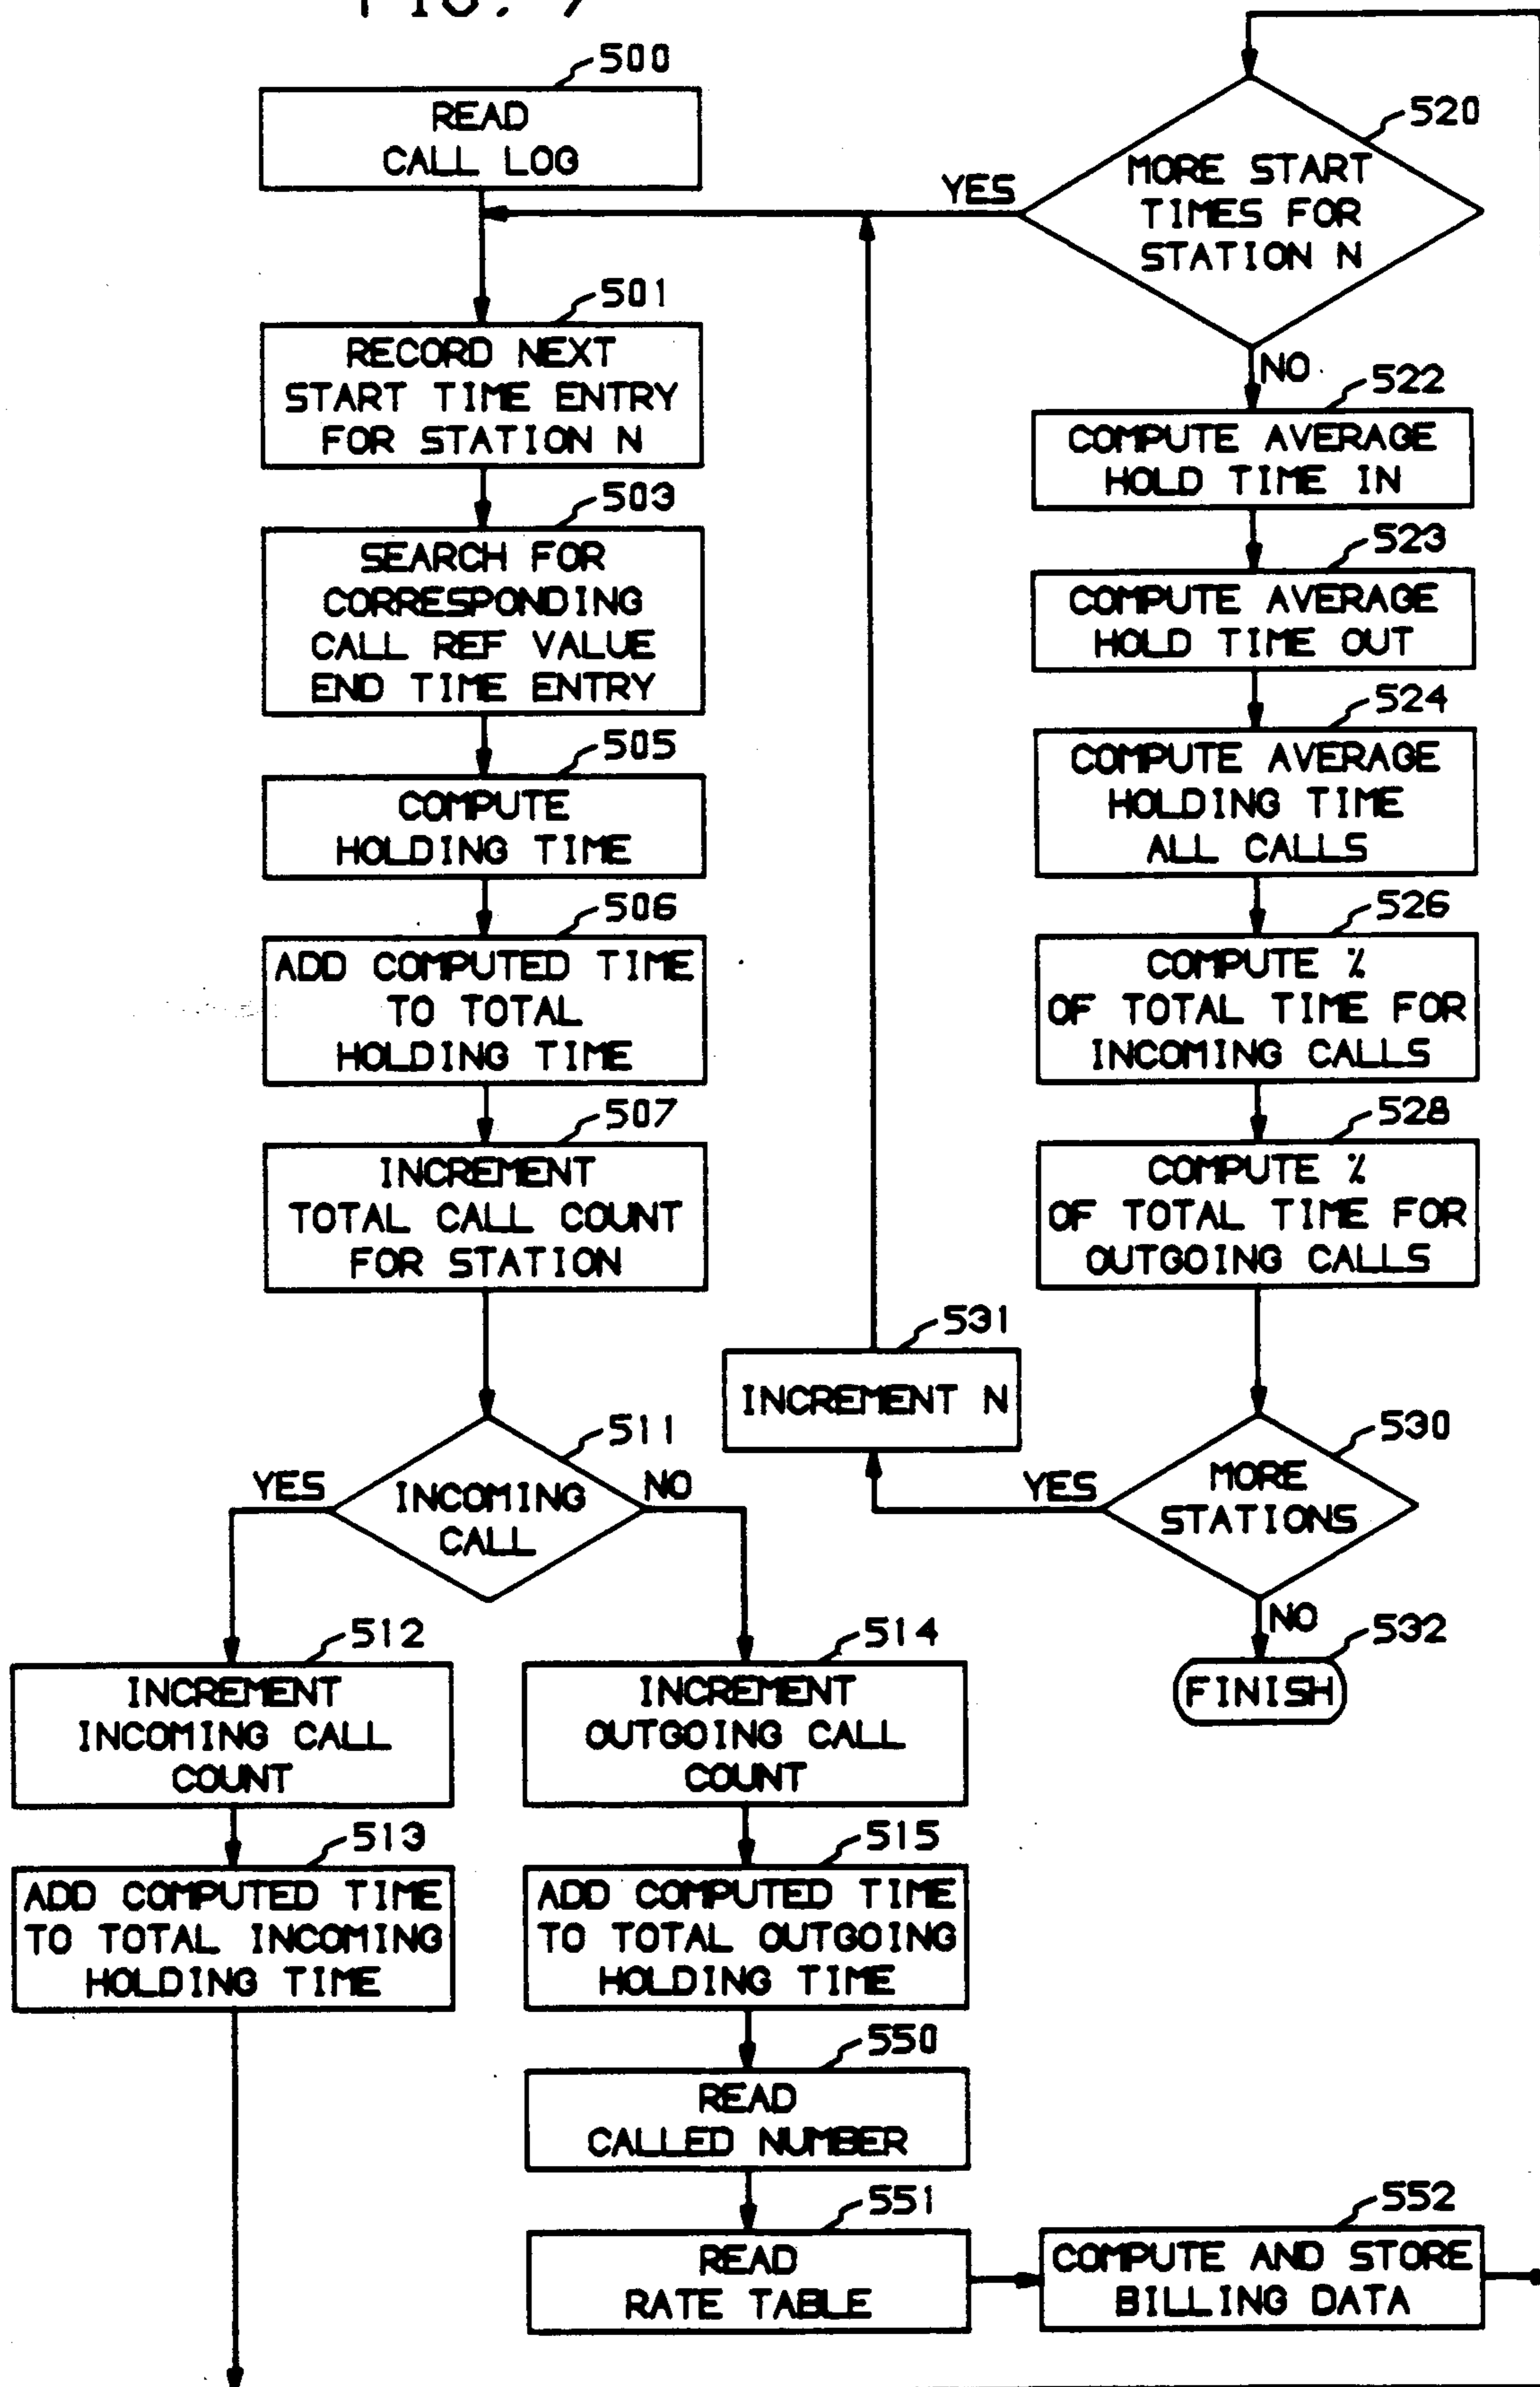 FIG. 7
500
READ
CALL LOG
501
RECORD NEXT
START TIME ENTRY
FOR STATION N
503
SEARCH FOR
CORRESPONDING
CALL REF VALUE
END TIME ENTRY
505
COMPUTE
HOLDING TIME
506
ADD COMPUTED TIME
TO TOTAL
HOLDING TIME
507
INCREMENT
TOTAL CALL COUNT
FOR STATION
511
YES
INCOMING
CALL
NO
512
INCREMENT
INCOMING CALL
COUNT
513
ADD COMPUTED TIME
TO TOTAL INCOMING
HOLDING TIME
514
INCREMENT
OUTGOING CALL
COUNT
515
ADD COMPUTED TIME
TO TOTAL OUTGOING
HOLDING TIME
550
READ
CALLED NUMBER
551
READ
RATE TABLE
552
COMPUTE AND STORE
BILLING DATA
520
YES
MORE START
TIMES FOR
STATION N
NO
522
COMPUTE AVERAGE
HOLD TIME IN
523
COMPUTE AVERAGE
HOLD TIME OUT
524
COMPUTE AVERAGE
HOLDING TIME
ALL CALLS
526
COMPUTE %
OF TOTAL TIME FOR
INCOMING CALLS
528
COMPUTE %
OF TOTAL TIME FOR
OUTGOING CALLS
530
YES
MORE
STATIONS
NO
531
INCREMENT N
532
FINISH